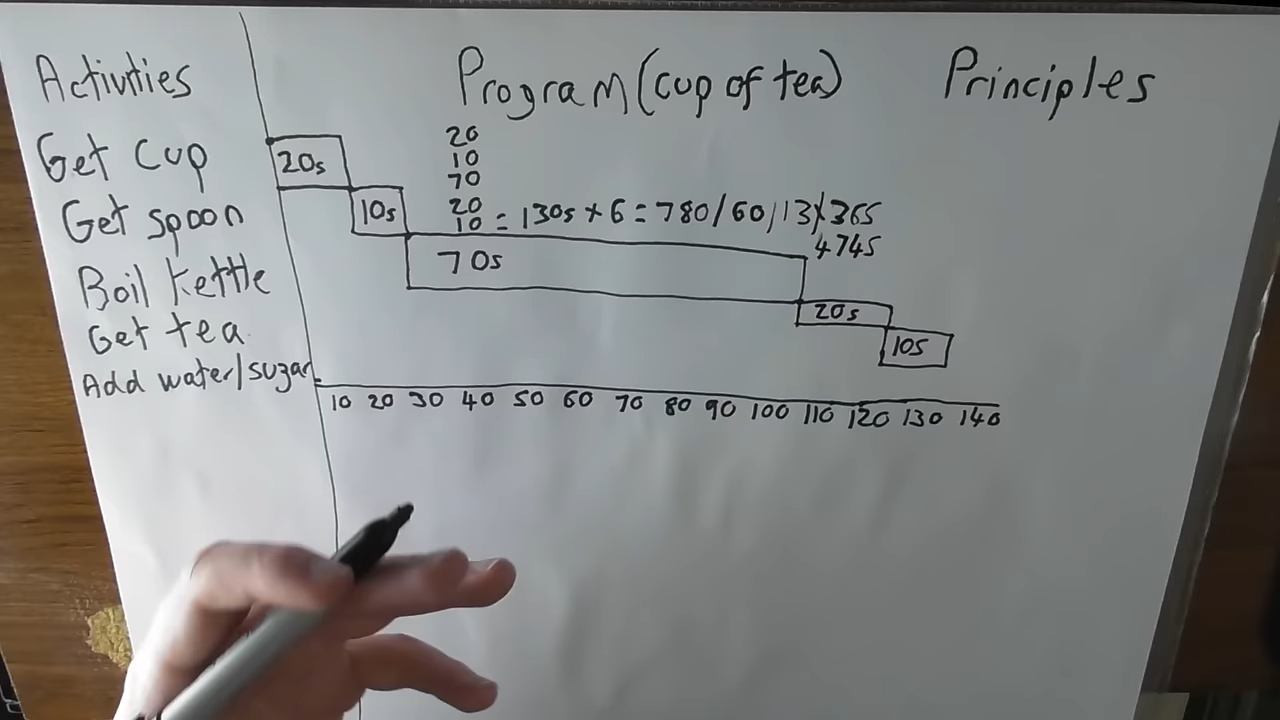 Activities
Program (cup of tea)
Principles
Get Cup
20s
20
10
70
Get spoon
10s
20
10 = 130s × 6 = 780/60, 13 × 365
4745
Boil Kettle
70s
Get tea
20s
10s
Add water/sugar
10 20 30 40 50 60 70 80 90 100 110 120 130 140